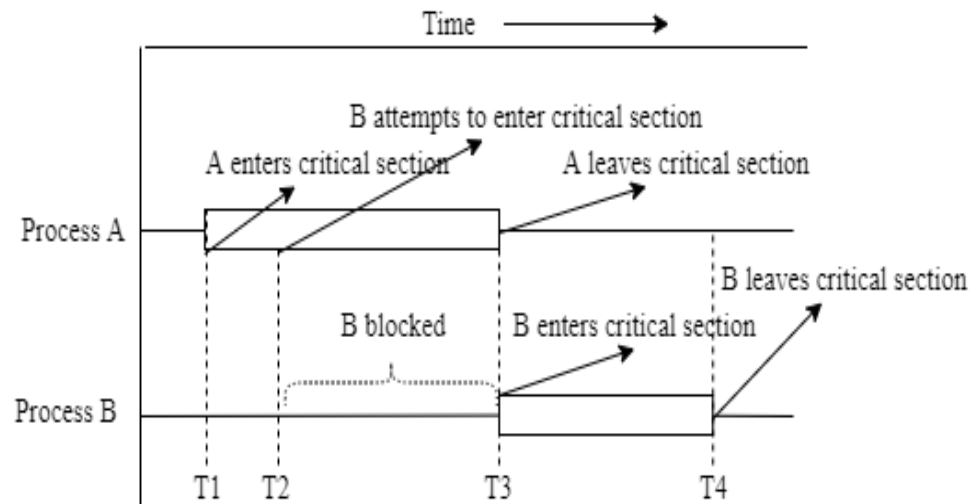 Time
B attempts to enter critical section
A enters critical section
A leaves critical section
Process A
B leaves critical section
B blocked
B enters critical section
Process B
T1
T2
T3
T4